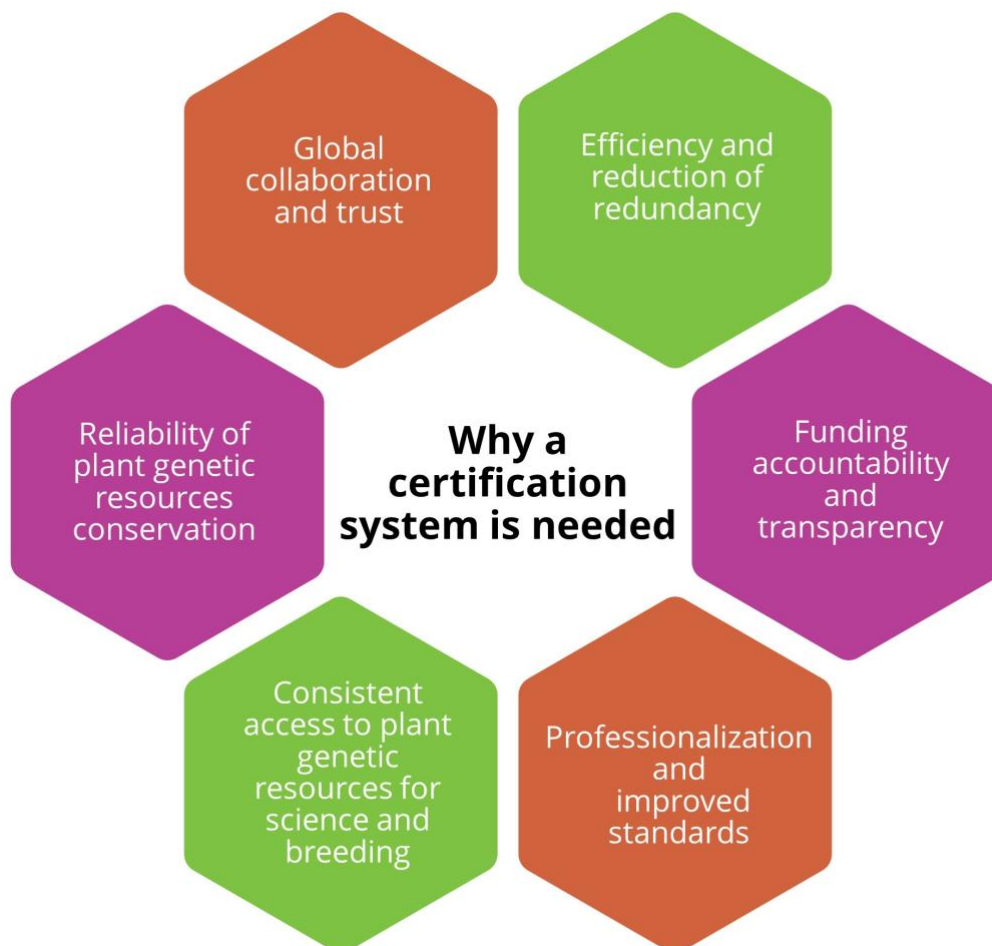 Global
collaboration
and trust
Efficiency and
reduction of
redundancy
Reliability of
plant genetic
resources
conservation
Why a
certification
system is needed
Funding
accountability
and
transparency
Consistent
access to plant
genetic
resources for
science and
breeding
Professionalization
and
improved
standards